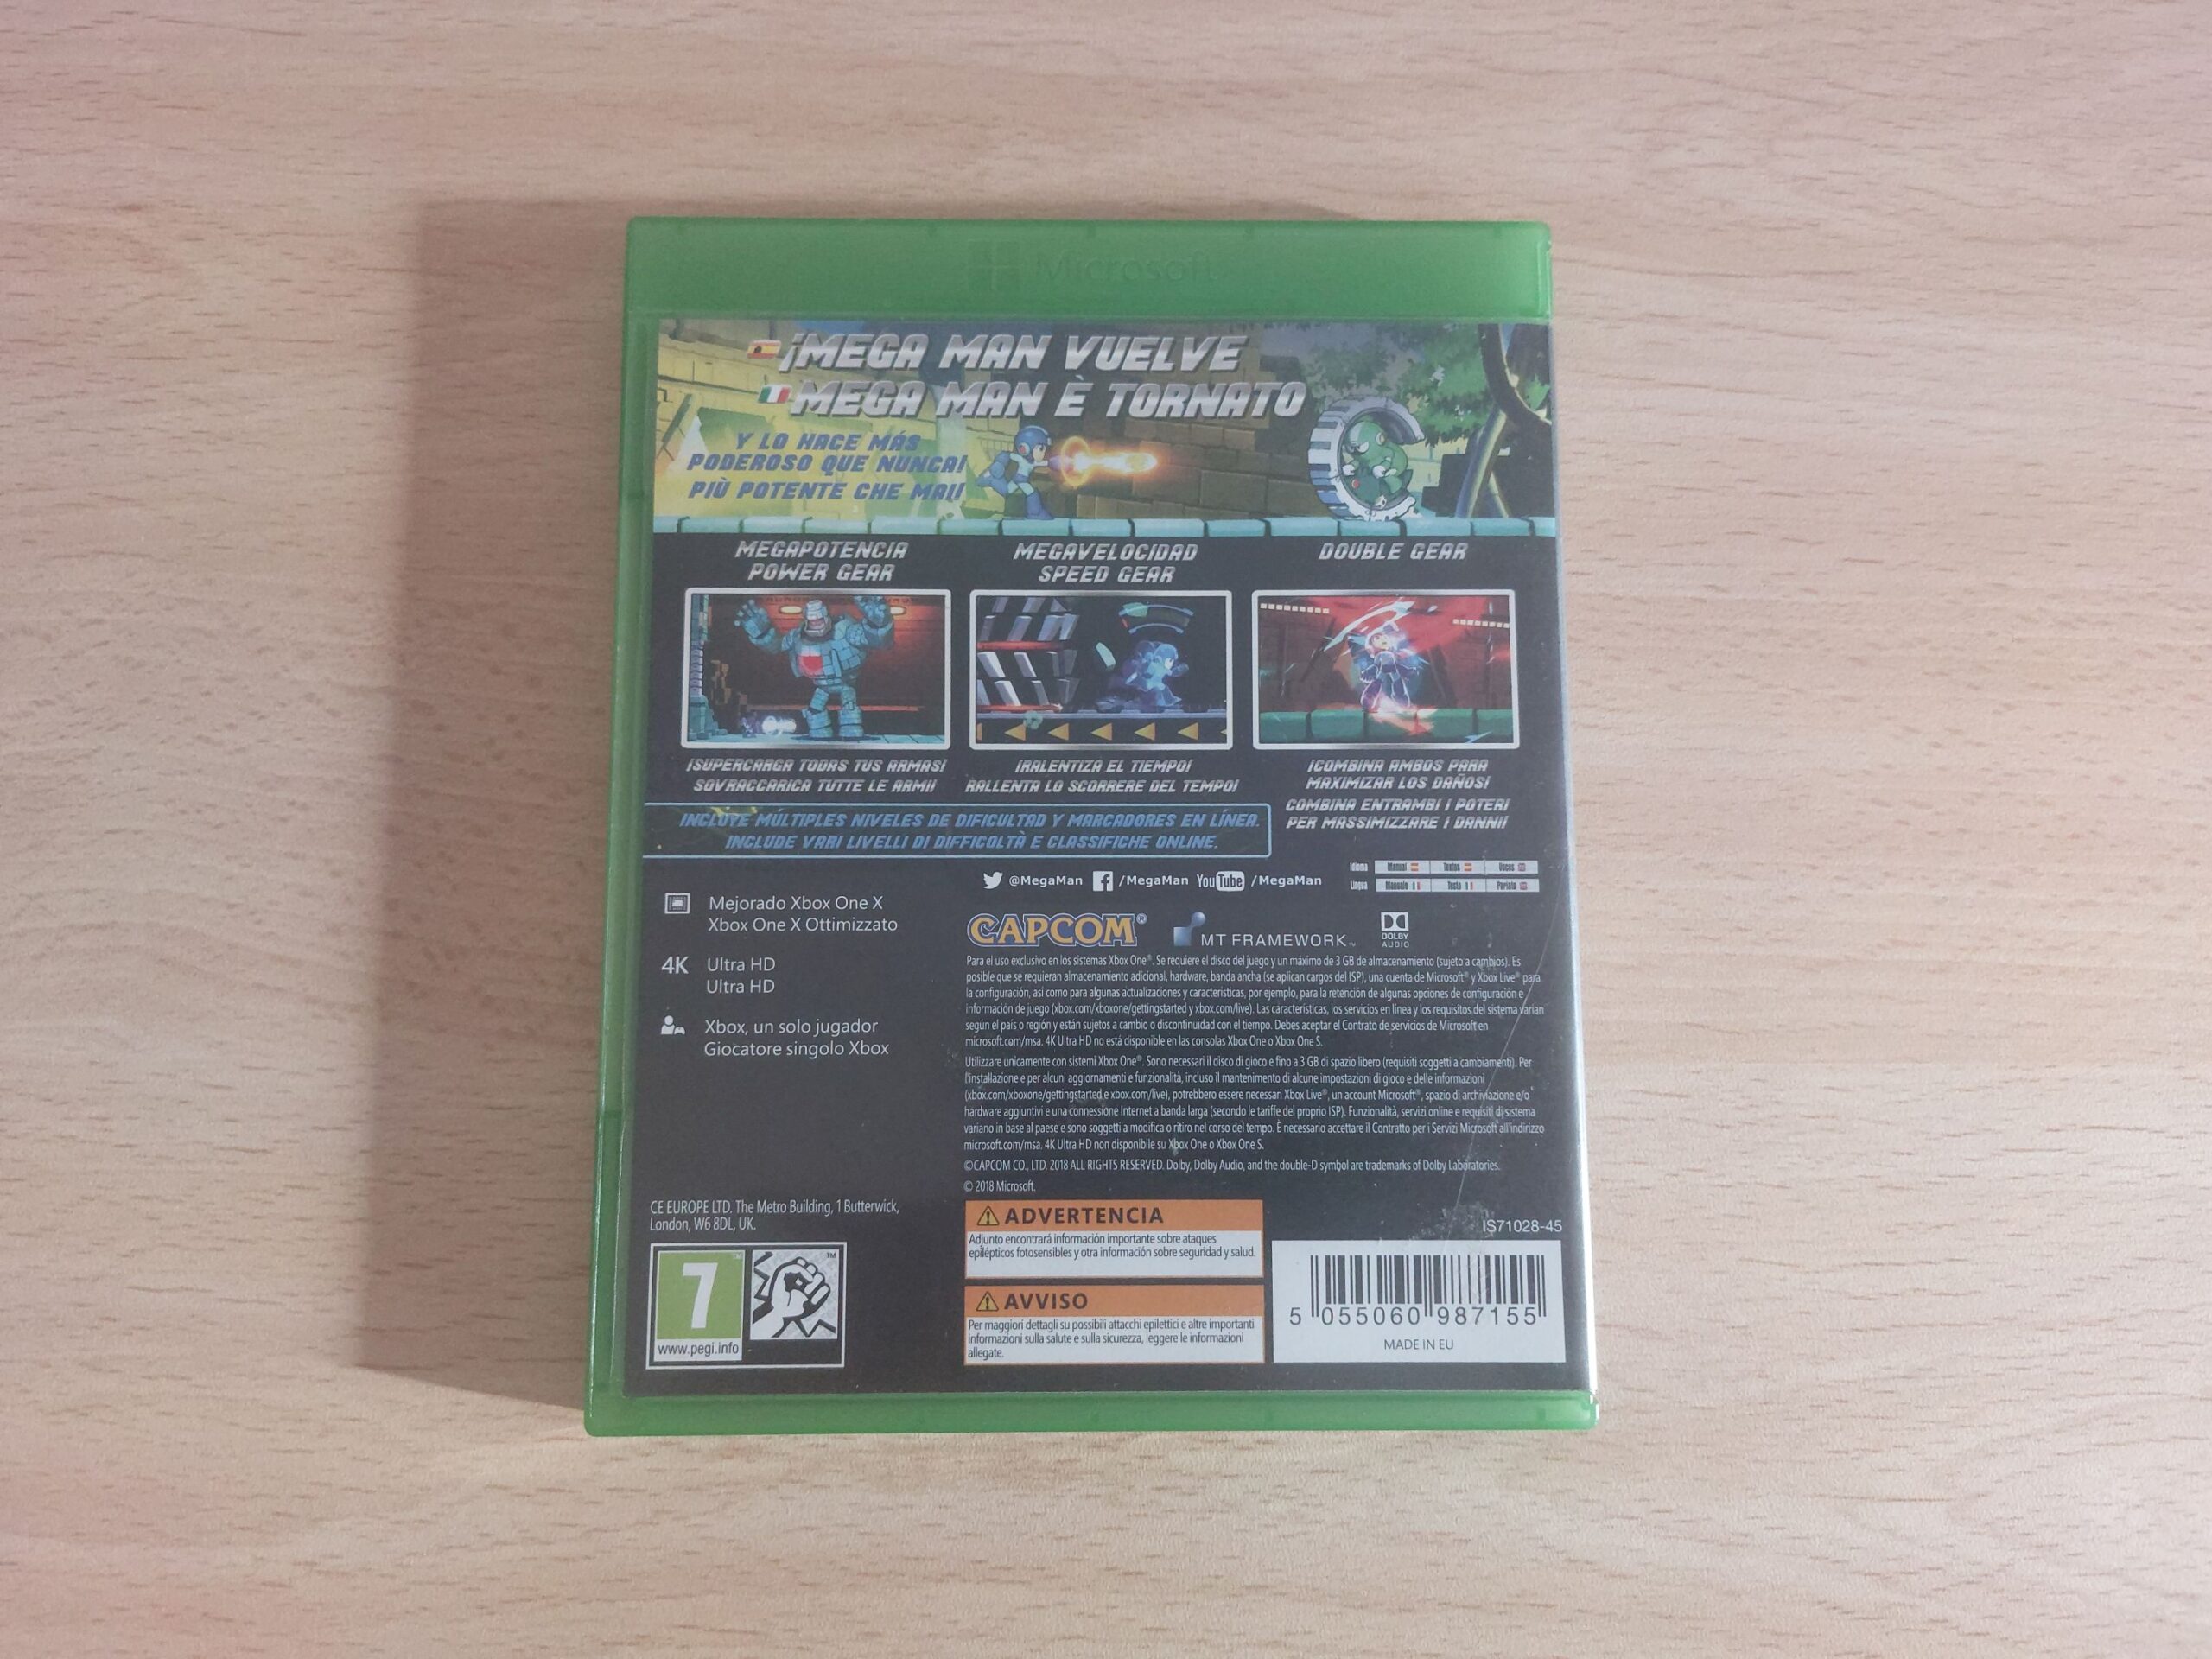 Microsoft
¡MEGA MAN VUELVE
MEGA MAN È TORNATO
Y LO HACE MÁS
PODEROSO QUE NUNCA!
PIÙ POTENTE CHE MAI!
MEGAPOTENCIA
POWER GEAR
MEGAVELOCIDAD
SPEED GEAR
DOUBLE GEAR
¡SUPERCARGA TODAS TUS ARMAS!
SOVRACCARICA TUTTE LE ARMI!
¡RALENTIZA EL TIEMPO!
RALLENTA LO SCORRERE DEL TEMPO!
¡COMBINA AMBOS PARA
MAXIMIZAR LOS DAÑOS!
COMBINA ENTRAMBI I POTERI
PER MASSIMIZZARE I DANNI!
INCLUYE MÚLTIPLES NIVELES DE DIFICULTAD Y MARCADORES EN LÍNEA.
INCLUDE VARI LIVELLI DI DIFFICOLTÀ E CLASSIFICHE ONLINE.
@MegaMan /MegaMan YouTube /MegaMan
Idioma Manual Textos Voces
Lingua Manuale Testo Parlato
Mejorado Xbox One X
Xbox One X Ottimizzato
4K Ultra HD
Ultra HD
Xbox, un solo jugador
Giocatore singolo Xbox
CAPCOM® MT FRAMEWORK™ DOLBY
AUDIO
Para el uso exclusivo en los sistemas Xbox One®. Se requiere el disco del juego y un máximo de 3 GB de almacenamiento (sujeto a cambios). Es
posible que se requieran almacenamiento adicional, hardware, banda ancha (se aplican cargos del ISP), una cuenta de Microsoft® y Xbox Live® para
la configuración, así como para algunas actualizaciones y características, por ejemplo, para la retención de algunas opciones de configuración e
información de juego (xbox.com/xboxone/gettingstarted y xbox.com/live). Las características, los servicios en línea y los requisitos del sistema varían
según el país o región y están sujetos a cambio o discontinuidad con el tiempo. Debes aceptar el Contrato de servicios de Microsoft en
microsoft.com/msa. 4K Ultra HD no está disponible en las consolas Xbox One o Xbox One S.
Utilizzare unicamente con sistemi Xbox One®. Sono necessari il disco di gioco e fino a 3 GB di spazio libero (requisiti soggetti a cambiamenti). Per
l'installazione e per alcuni aggiornamenti e funzionalità, incluso il mantenimento di alcune impostazioni di gioco e delle informazioni
(xbox.com/xboxone/gettingstarted e xbox.com/live), potrebbero essere necessari Xbox Live®, un account Microsoft®, spazio di archiviazione e/o
hardware aggiuntivi e una connessione Internet a banda larga (secondo le tariffe del proprio ISP). Funzionalità, servizi online e requisiti di sistema
variano in base al paese e sono soggetti a modifica o ritiro nel corso del tempo. È necessario accettare il Contratto per i Servizi Microsoft all'indirizzo
microsoft.com/msa. 4K Ultra HD non disponibile su Xbox One o Xbox One S.
©CAPCOM CO., LTD. 2018 ALL RIGHTS RESERVED. Dolby, Dolby Audio, and the double-D symbol are trademarks of Dolby Laboratories.
© 2018 Microsoft.
CE EUROPE LTD. The Metro Building, 1 Butterwick,
London, W6 8DL, UK.
7
www.pegi.info
ADVERTENCIA
Adjunto encontrará información importante sobre ataques
epilépticos fotosensibles y otra información sobre seguridad y salud.
AVVISO
Per maggiori dettagli su possibili attacchi epilettici e altre importanti
informazioni sulla salute e sulla sicurezza, leggere le informazioni
allegate.
IS71028-45
5 055060 987155
MADE IN EU